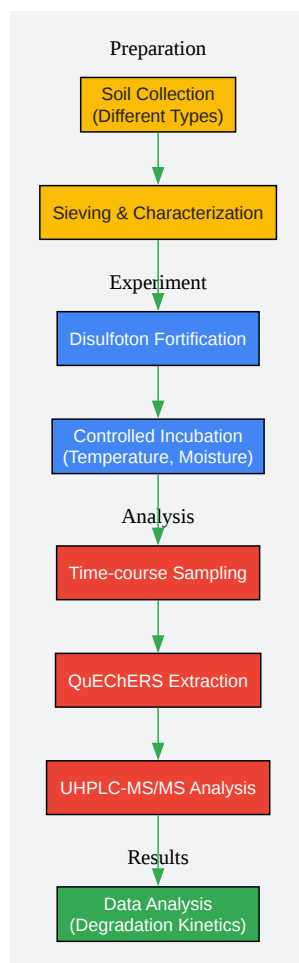 Preparation
Soil Collection
(Different Types)
Sieving & Characterization
Experiment
Disulfoton Fortification
Controlled Incubation
(Temperature, Moisture)
Analysis
Time-course Sampling
QuEChERS Extraction
UHPLC-MS/MS Analysis
Results
Data Analysis
(Degradation Kinetics)